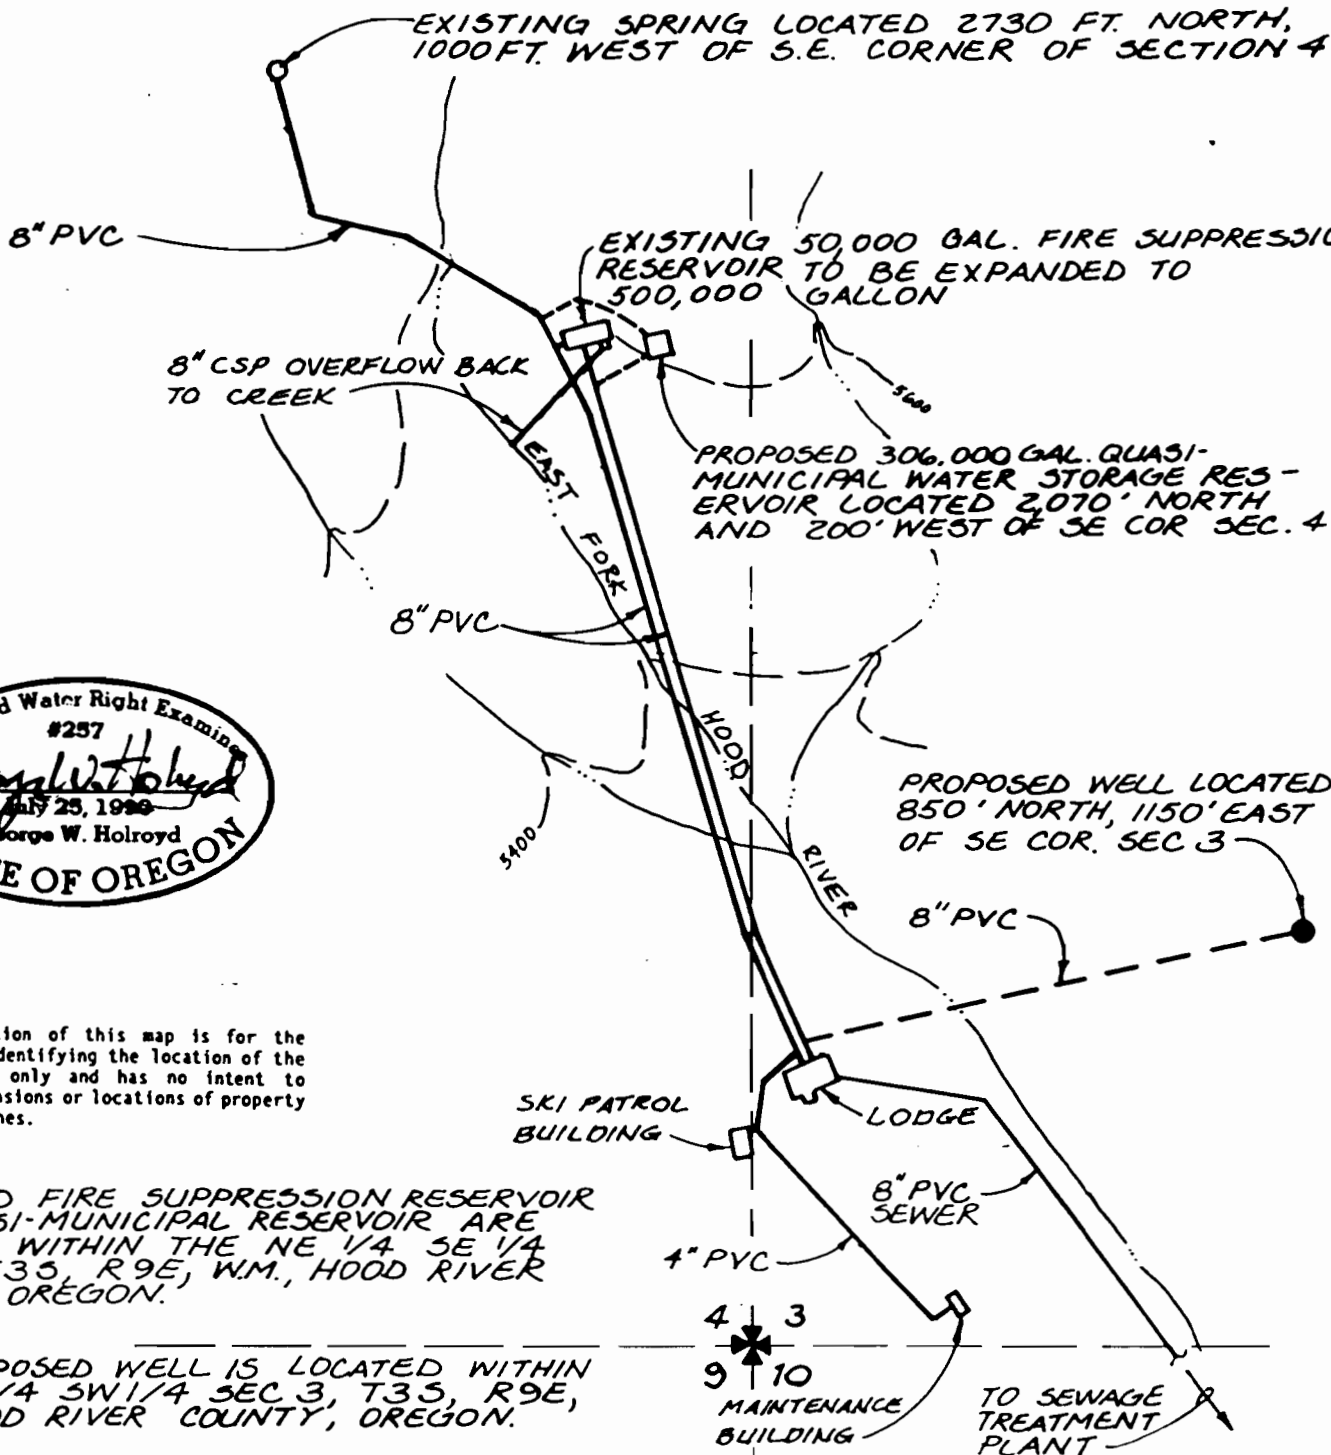 EXISTING SPRING LOCATED 2730 FT. NORTH,
1000 FT. WEST OF S.E. CORNER OF SECTION 4
8" PVC
EXISTING 50,000 GAL. FIRE SUPPRESSIO
RESERVOIR TO BE EXPANDED TO
500,000 GALLON
8" CSP OVERFLOW BACK
TO CREEK
5600
PROPOSED 306,000 GAL. QUASI-
MUNICIPAL WATER STORAGE RES-
ERVOIR LOCATED 2,070' NORTH
AND 200' WEST OF SE COR SEC. 4
EAST FORK HOOD RIVER
8" PVC
d Water Right Examine
#257
July 25, 1990
orge W. Holroyd
E OF OREGON
5400
PROPOSED WELL LOCATED
850' NORTH, 1150' EAST
OF SE COR. SEC 3
8" PVC
tion of this map is for the
dentifying the location of the
only and has no intent to
nsions or locations of property
nes.
SKI PATROL
BUILDING
LODGE
8" PVC
SEWER
4" PVC
D FIRE SUPPRESSION RESERVOIR
SI-MUNICIPAL RESERVOIR ARE
WITHIN THE NE 1/4 SE 1/4
T3S, R9E, W.M., HOOD RIVER
OREGON.
4 3
9 10
POSED WELL IS LOCATED WITHIN
1/4 SW1/4 SEC 3, T3S, R9E,
OD RIVER COUNTY, OREGON.
MAINTENANCE
BUILDING
TO SEWAGE
TREATMENT
PLANT